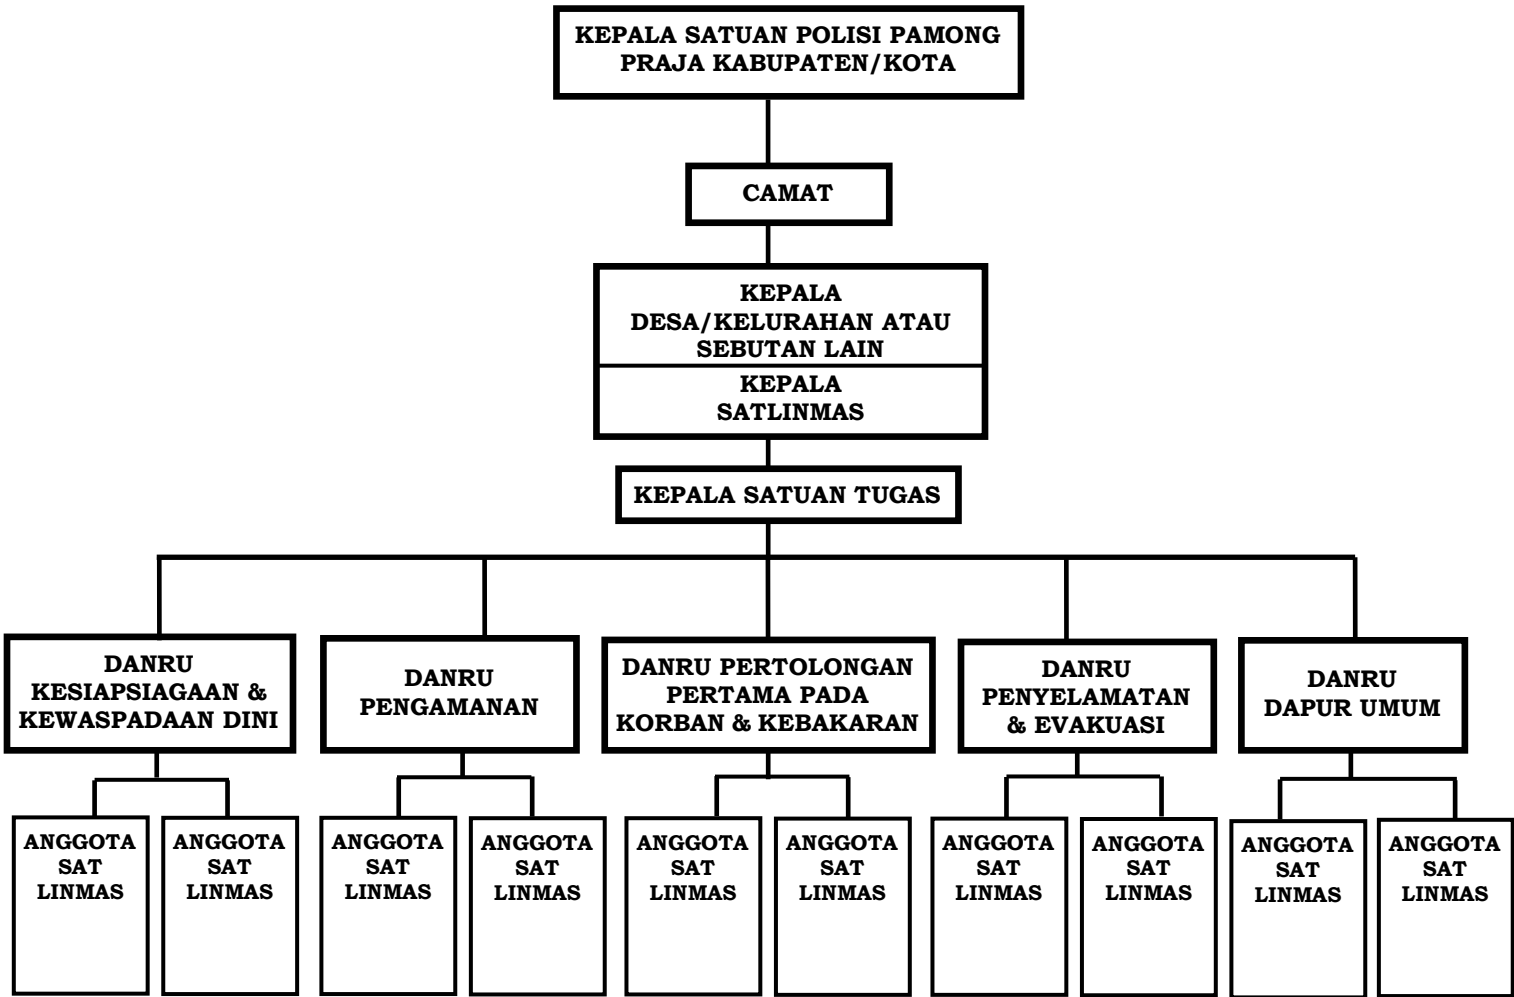 KEPALA SATUAN POLISI PAMONG
PRAJA KABUPATEN/KOTA
CAMAT
KEPALA
DESA/KELURAHAN ATAU
SEBUTAN LAIN
KEPALA
SATLINMAS
KEPALA SATUAN TUGAS
DANRU
KESIAPSIAGAAN &
KEWASPADAAN DINI
DANRU
PENGAMANAN
DANRU PERTOLONGAN
PERTAMA PADA
KORBAN & KEBAKARAN
DANRU
PENYELAMATAN
& EVAKUASI
DANRU
DAPUR UMUM
ANGGOTA
SAT
LINMAS
ANGGOTA
SAT
LINMAS
ANGGOTA
SAT
LINMAS
ANGGOTA
SAT
LINMAS
ANGGOTA
SAT
LINMAS
ANGGOTA
SAT
LINMAS
ANGGOTA
SAT
LINMAS
ANGGOTA
SAT
LINMAS
ANGGOTA
SAT
LINMAS
ANGGOTA
SAT
LINMAS